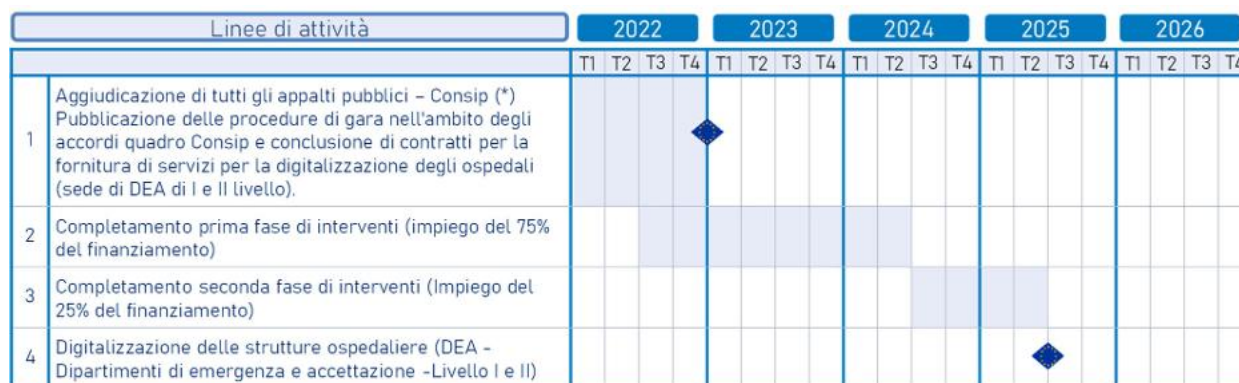 Linee di attività 2022 2023 2024 2025 2026
T1 T2 T3 T4 T1 T2 T3 T4 T1 T2 T3 T4 T1 T2 T3 T4 T1 T2 T3 T4
Aggiudicazione di tutti gli appalti pubblici – Consip (*)
Pubblicazione delle procedure di gara nell'ambito degli
1 accordi quadro Consip e conclusione di contratti per la
fornitura di servizi per la digitalizzazione degli ospedali
(sede di DEA di I e II livello).
2 Completamento prima fase di interventi (impiego del 75%
del finanziamento)
3 Completamento seconda fase di interventi (Impiego del
25% del finanziamento)
4 Digitalizzazione delle strutture ospedaliere (DEA -
Dipartimenti di emergenza e accettazione -Livello I e II)